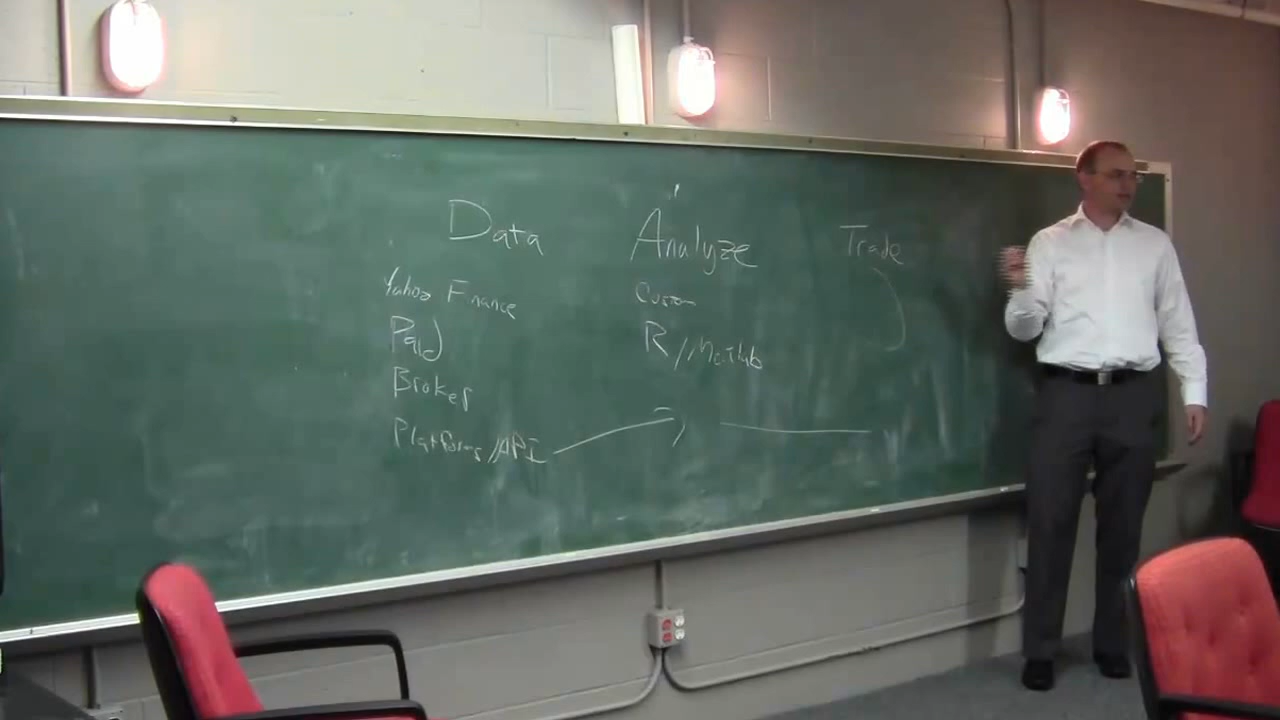 Data Analyze Trade
Yahoo Finance Custom
Paid R/Matlab
Broker
Platforms/API